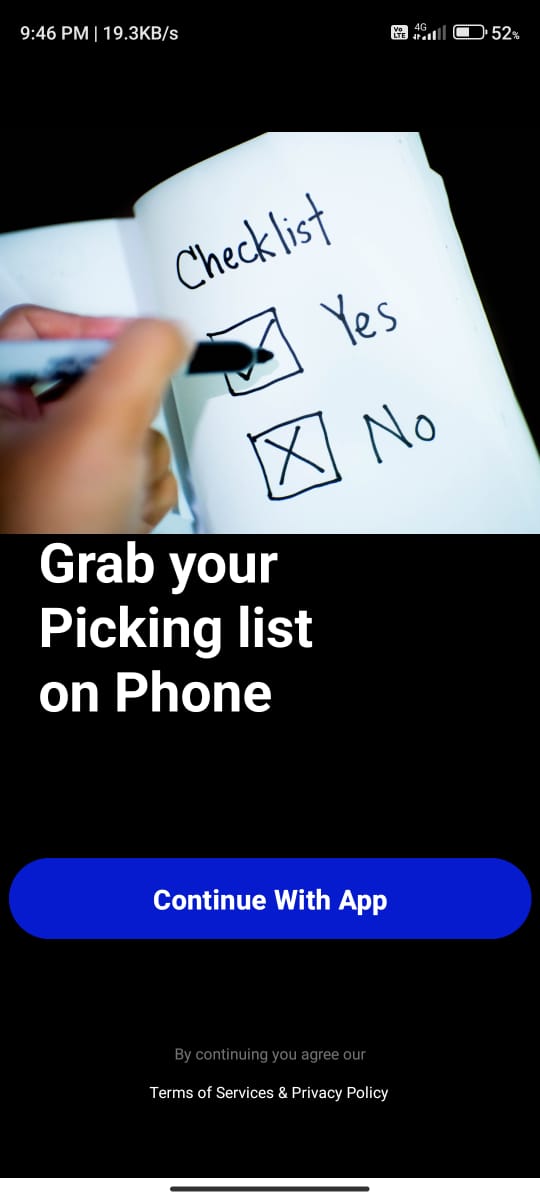 9:46 PM | 19.3KB/s Vo LTE 4G 52%
Checklist
Yes
No
Grab your
Picking list
on Phone
Continue With App
By continuing you agree our
Terms of Services & Privacy Policy